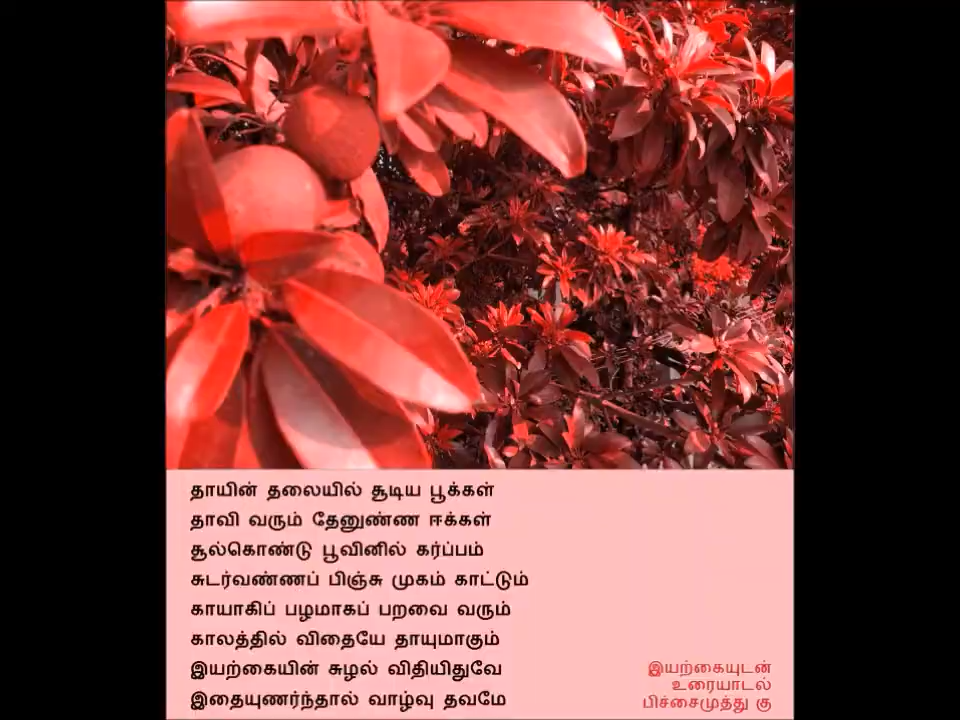 தாயின் தலையில் சூடிய பூக்கள்
தாவி வரும் தேனுண்ண ஈக்கள்
சூல்கொண்டு பூவினில் கர்ப்பம்
சுடர்வண்ணப் பிஞ்சு முகம் காட்டும்
காயாகிப் பழமாகப் பறவை வரும்
காலத்தில் விதையே தாயுமாகும்
இயற்கையின் சுழல் விதியிதுவே
இதையுணர்ந்தால் வாழ்வு தவமே
இயற்கையுடன்
உரையாடல்
பிச்சைமுத்து கு